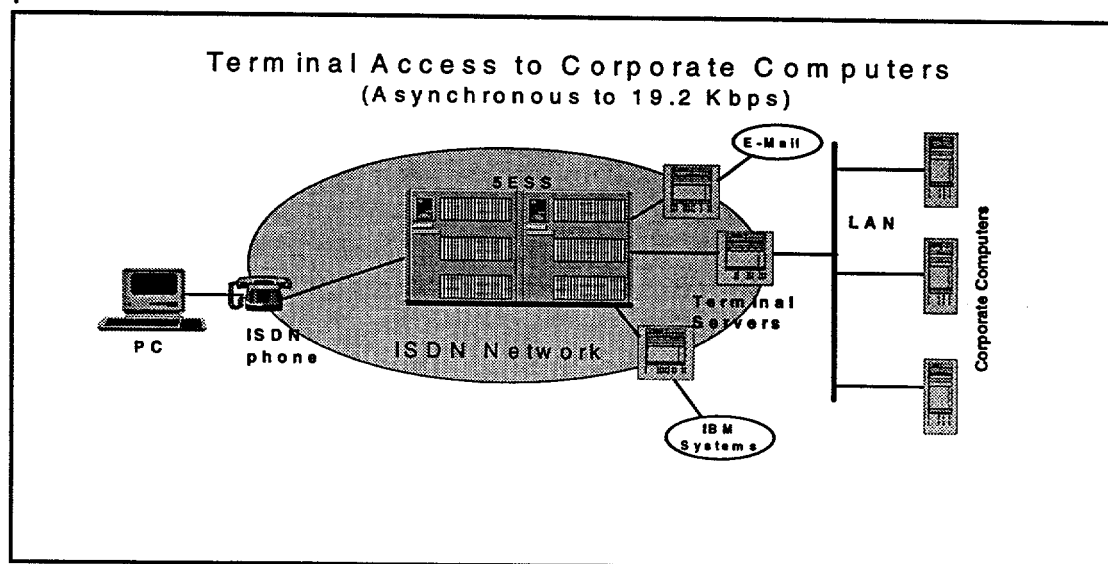 Terminal Access to Corporate Computers
(Asynchronous to 19.2 Kbps)
E-Mail
5ESS
LAN
Corporate Computers
Terminal
Servers
PC
ISDN
phone
ISDN Network
IBM
Systems